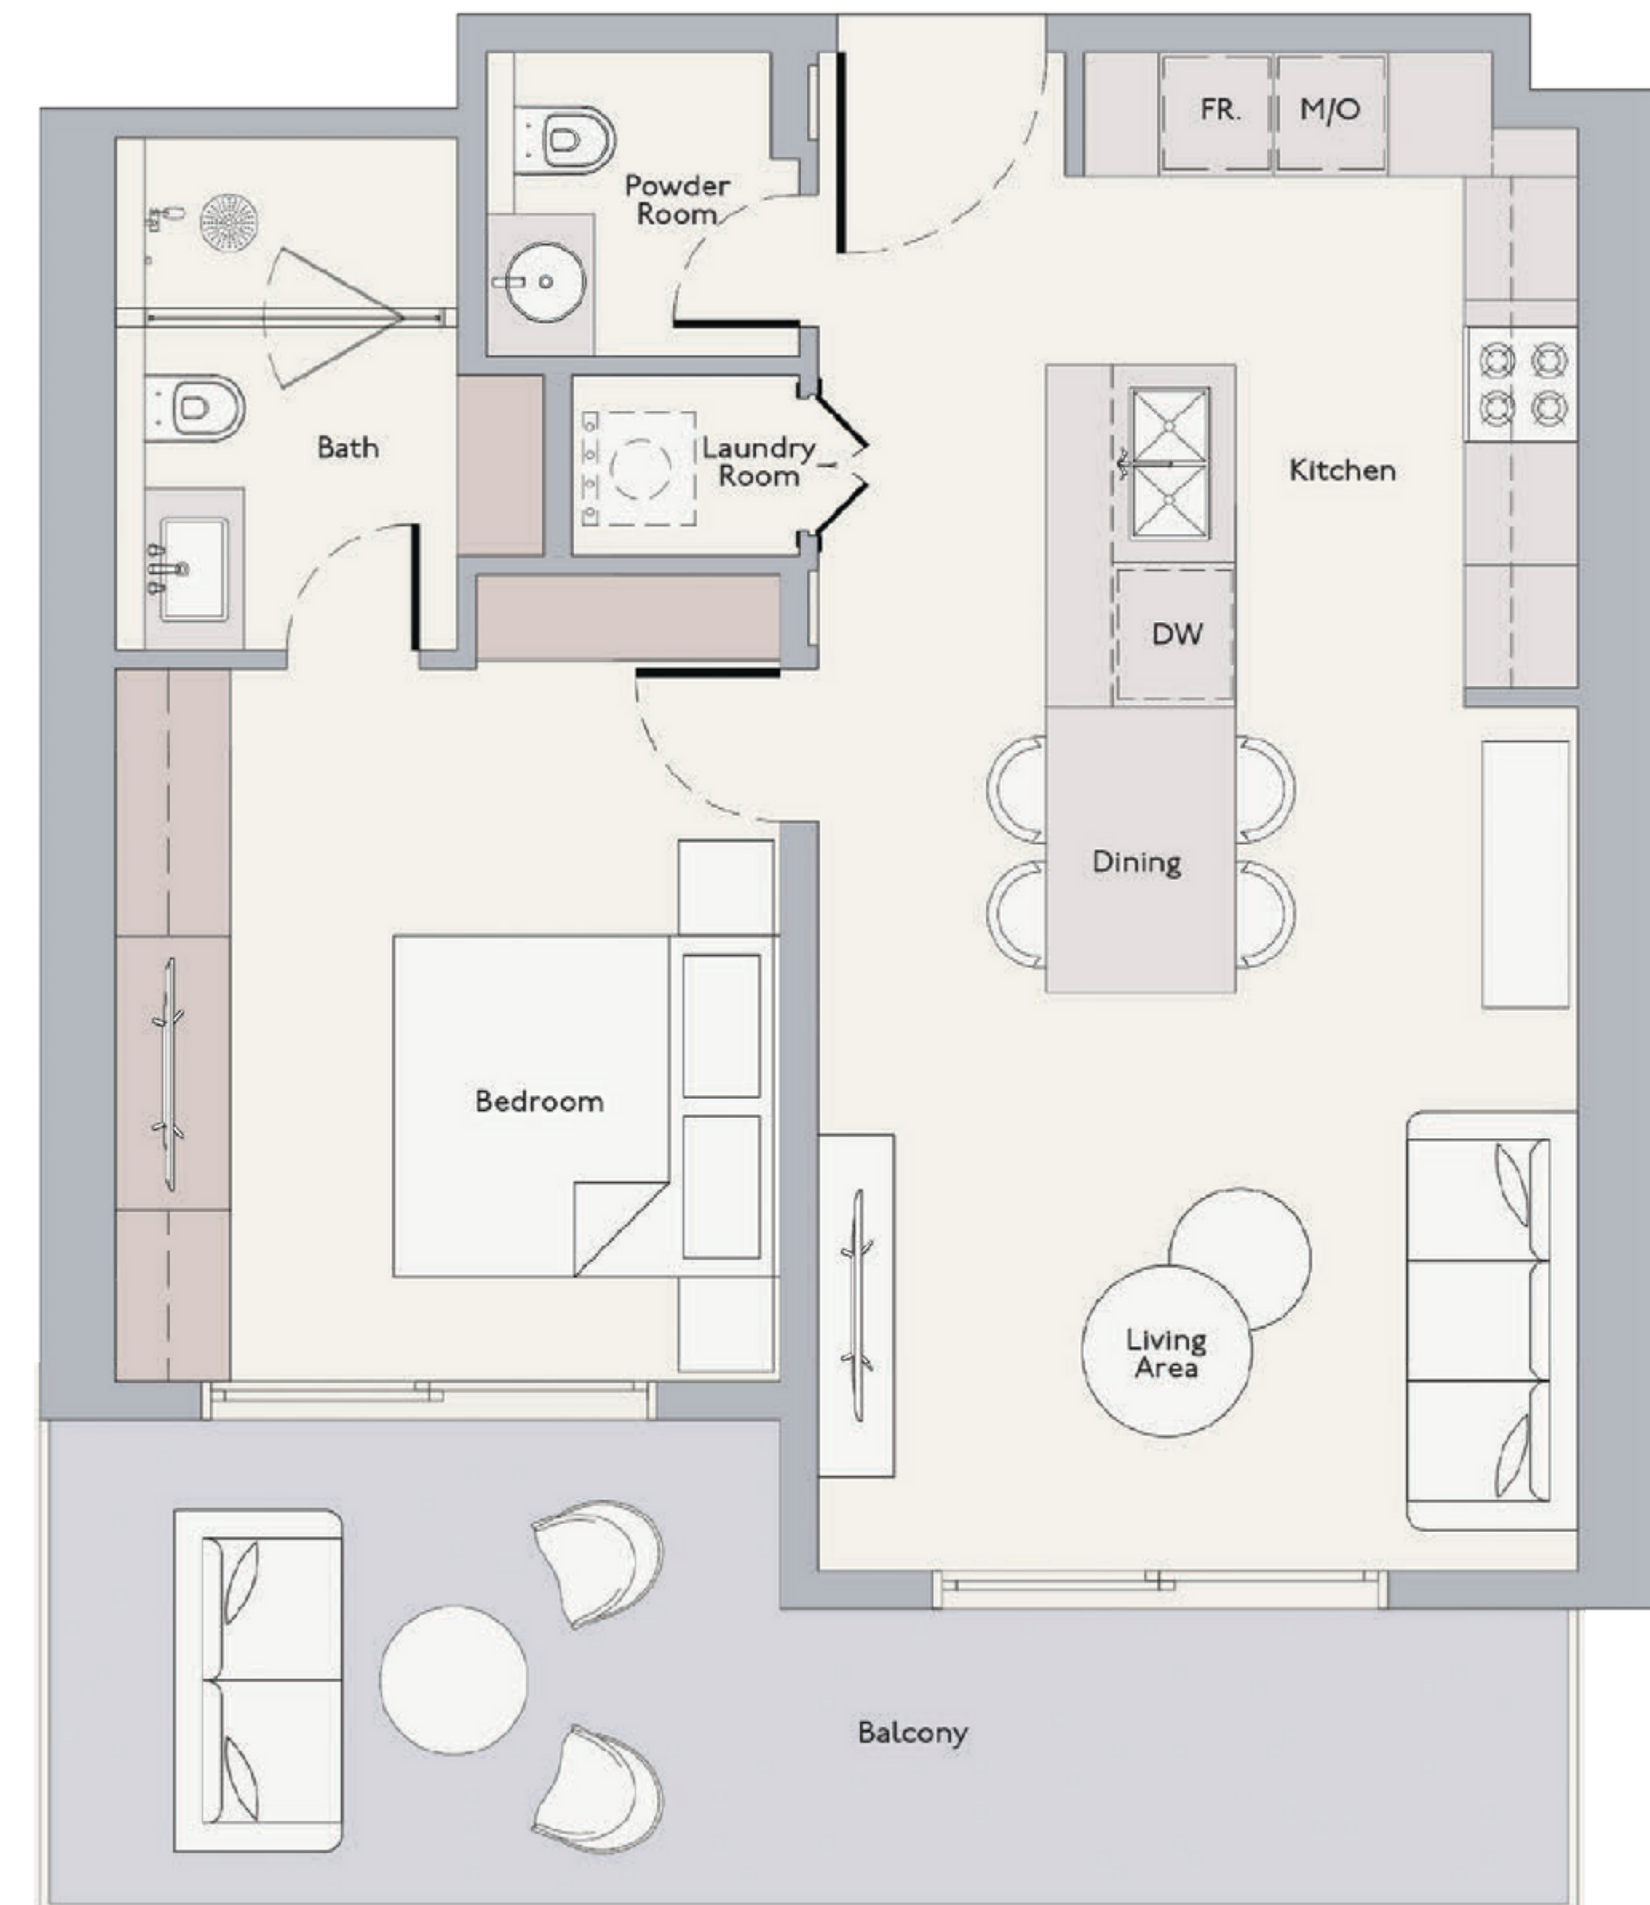 FR.
M/O
Powder
Room
Bath
Laundry
Room
Kitchen
DW
Dining
Bedroom
Living
Area
Balcony